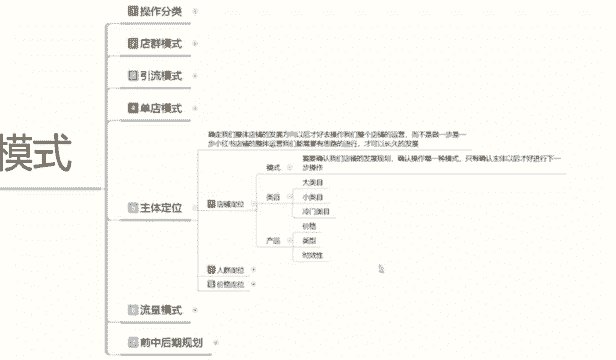 模式
操作分类
店群模式
引流模式
单店模式
主体定位
确定我们整体店铺的发展方向以后才好去操作我们整个店铺的运营，而不是做一步是一
步小红书店铺的整体运营我们都需要有思路的进行，才可以长久的发展
店铺定位
模式
需要确认我们店铺的发展规划，确认操作哪一种模式，只有确认主体以后才好进行下一
步操作
类目
大类目
小类目
冷门类目
产品
价格
类型
时效性
人群定位
价格定位
流量模式
前中后期规划